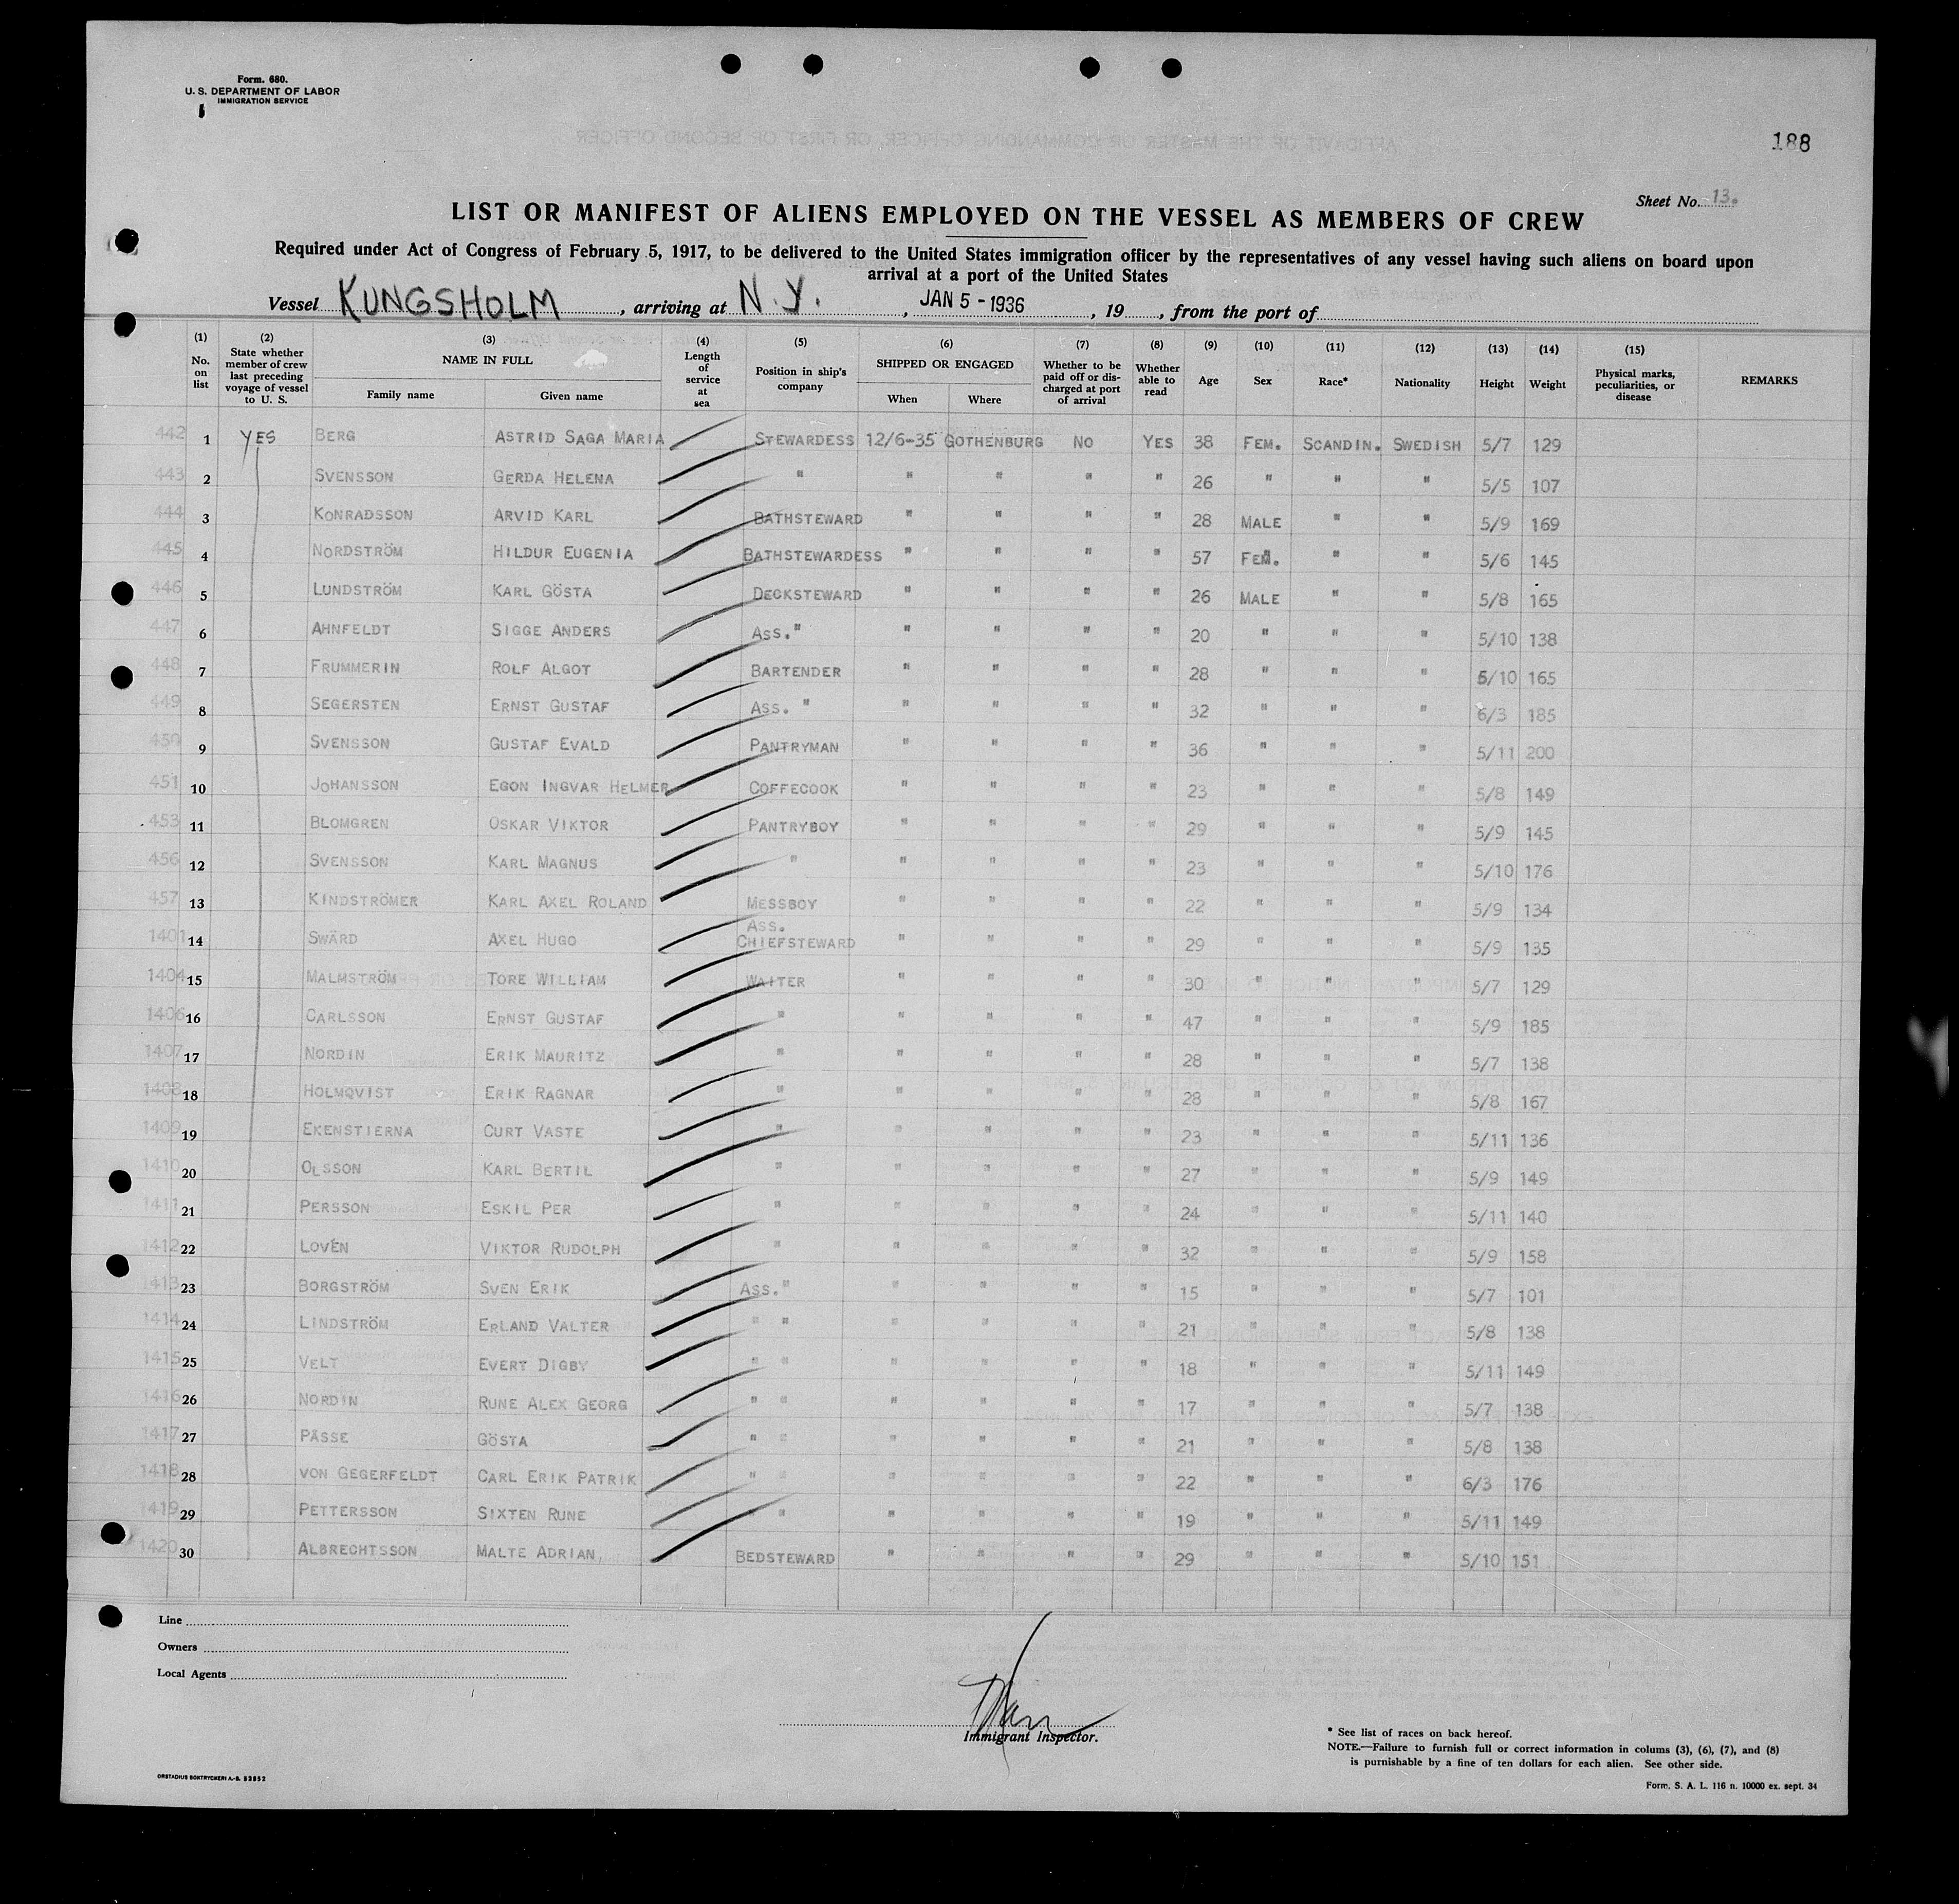 Form. 680.
U. S. DEPARTMENT OF LABOR
IMMIGRATION SERVICE
188
Sheet No. 13.
LIST OR MANIFEST OF ALIENS EMPLOYED ON THE VESSEL AS MEMBERS OF CREW
Required under Act of Congress of February 5, 1917, to be delivered to the United States immigration officer by the representatives of any vessel having such aliens on board upon
arrival at a port of the United States
Vessel KUNGSHOLM, arriving at N.Y., JAN 5 - 1936, 19, from the port of
(1) No. on list (2) State whether member of crew last preceding voyage of vessel to U. S. (3) NAME IN FULL Family name Given name (4) Length of service at sea (5) Position in ship's company (6) SHIPPED OR ENGAGED When Where (7) Whether to be paid off or discharged at port of arrival (8) Whether able to read (9) Age (10) Sex (11) Race* (12) Nationality (13) Height (14) Weight (15) Physical marks, peculiarities, or disease REMARKS
442 1 YES BERG ASTRID SAGA MARIA STEWARDESS 12/6-35 GOTHENBURG NO YES 38 FEM. SCANDIN. SWEDISH 5/7 129
443 2 SVENSSON GERDA HELENA " " " " " 26 " " " 5/5 107
444 3 KONRADSSON ARVID KARL BATHSTEWARD " " " " 28 MALE " " 5/9 169
445 4 NORDSTRÖM HILDUR EUGENIA BATHSTEWARDESS " " " " 57 FEM. " " 5/6 145
446 5 LUNDSTRÖM KARL GÖSTA DECKSTEWARD " " " " 26 MALE " " 5/8 165
447 6 AHNFELDT SIGGE ANDERS ASS. " " " " " 20 " " " 5/10 138
448 7 FRUMMERIN ROLF ALGOT BARTENDER " " " " 28 " " " 5/10 165
449 8 SEGERSTEN ERNST GUSTAF ASS. " " " " " 32 " " " 6/3 185
450 9 SVENSSON GUSTAF EVALD PANTRYMAN " " " " 36 " " " 5/11 200
451 10 JOHANSSON EGON INGVAR HELMER COFFECOOK " " " " 23 " " " 5/8 149
453 11 BLOMGREN OSKAR VIKTOR PANTRYBOY " " " " 29 " " " 5/9 145
456 12 SVENSSON KARL MAGNUS " " " " " 23 " " " 5/10 176
457 13 KINDSTRÖMER KARL AXEL ROLAND MESSBOY " " " " 22 " " " 5/9 134
1401 14 SWÄRD AXEL HUGO ASS. CHIEFSTEWARD " " " " 29 " " " 5/9 135
1404 15 MALMSTRÖM TORE WILLIAM WAITER " " " " 30 " " " 5/7 129
1406 16 CARLSSON ERNST GUSTAF " " " " " 47 " " " 5/9 185
1407 17 NORDIN ERIK MAURITZ " " " " " 28 " " " 5/7 138
1408 18 HOLMQVIST ERIK RAGNAR " " " " " 28 " " " 5/8 167
1409 19 EKENSTIERNA CURT VASTE " " " " " 23 " " " 5/11 136
1410 20 OLSSON KARL BERTIL " " " " " 27 " " " 5/9 149
1411 21 PERSSON ESKIL PER " " " " " 24 " " " 5/11 140
1412 22 LOVÉN VIKTOR RUDOLPH " " " " " 32 " " " 5/9 158
1413 23 BORGSTRÖM SVEN ERIK ASS. " " " " " 15 " " " 5/7 101
1414 24 LINDSTRÖM ERLAND VALTER " " " " " " 21 " " " 5/8 138
1415 25 VELT EVERT DIGBY " " " " " " 18 " " " 5/11 149
1416 26 NORDIN RUNE ALEX GEORG " " " " " " 17 " " " 5/7 138
1417 27 PÅSSE GÖSTA " " " " " " 21 " " " 5/8 138
1418 28 VON GEGERFELDT CARL ERIK PATRIK " " " " " " 22 " " " 6/3 176
1419 29 PETTERSSON SIXTEN RUNE " " " " " " 19 " " " 5/11 149
1420 30 ALBRECHTSSON MALTE ADRIAN, BEDSTEWARD " " " " 29 " " " 5/10 151
Line
Owners
Local Agents
Immigrant Inspector.
* See list of races on back hereof.
NOTE.—Failure to furnish full or correct information in colums (3), (6), (7), and (8)
is purnishable by a fine of ten dollars for each alien. See other side.
ORSTADIUS BOKTRYCKERI A.-B. 52952
Form. S. A. L. 116 n. 10000 ex. sept. 34